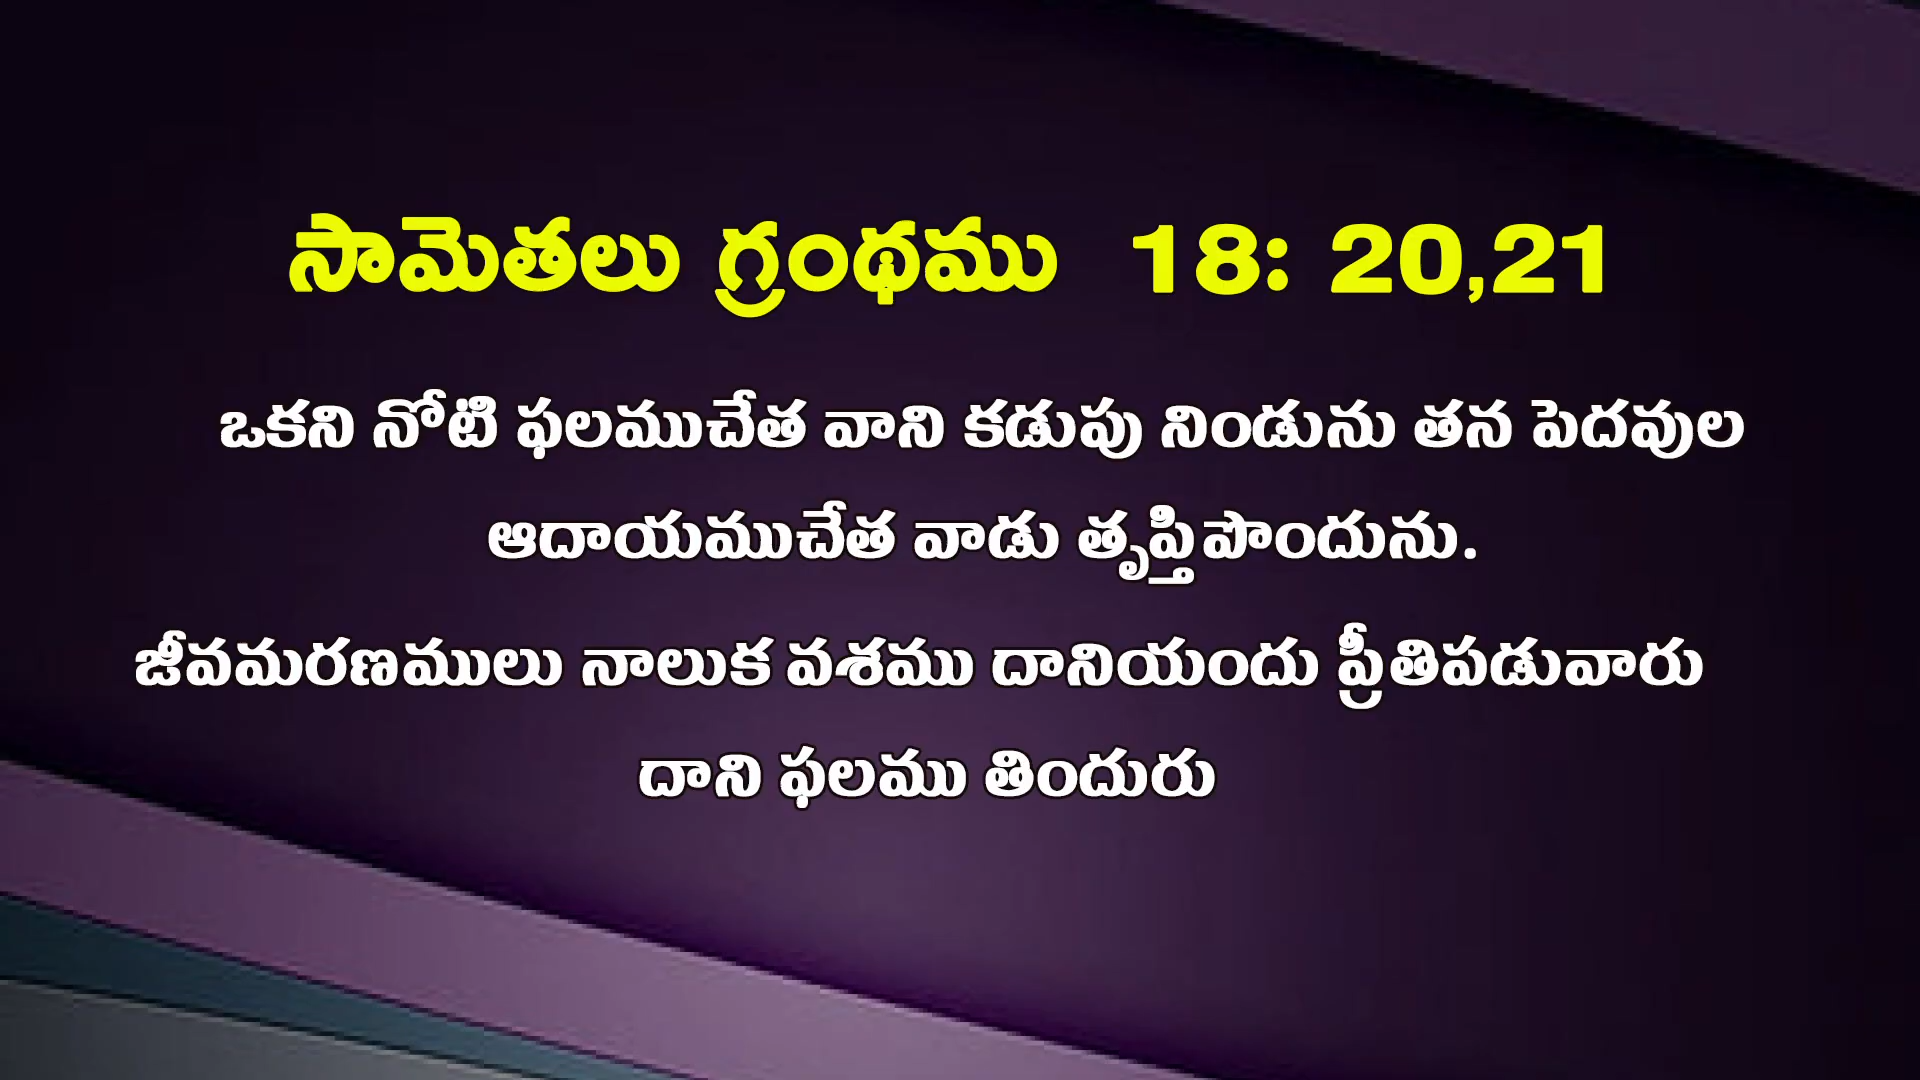 సామెతలు గ్రంథము 18: 20,21
ఒకని నోటి ఫలముచేత వాని కడుపు నిండును తన పెదవుల
ఆదాయముచేత వాడు తృప్తిపొందును.
జీవమరణములు నాలుక వశము దానియందు ప్రీతిపడువారు
దాని ఫలము తిందురు